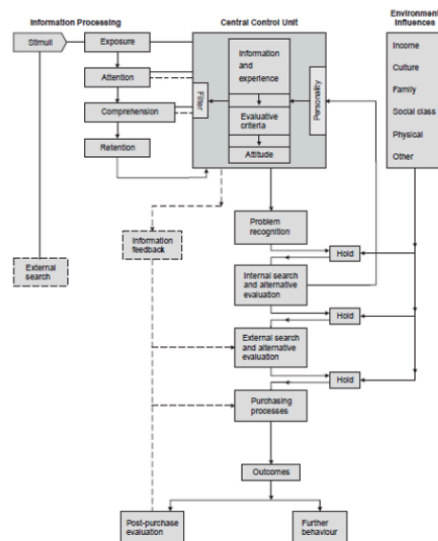 Information Processing
Central Control Unit
Environment
Influences
Stimuli
Exposure
Attention
Comprehension
Retention
Filter
Information
and
experience
Evaluative
criteria
Attitude
Personality
Income
Culture
Family
Social class
Physical
Other
External
search
Information
feedback
Problem
recognition
Hold
Internal search
and alternative
evaluation
Hold
External search
and alternative
evaluation
Hold
Purchasing
processes
Outcomes
Post-purchase
evaluation
Further
behaviour